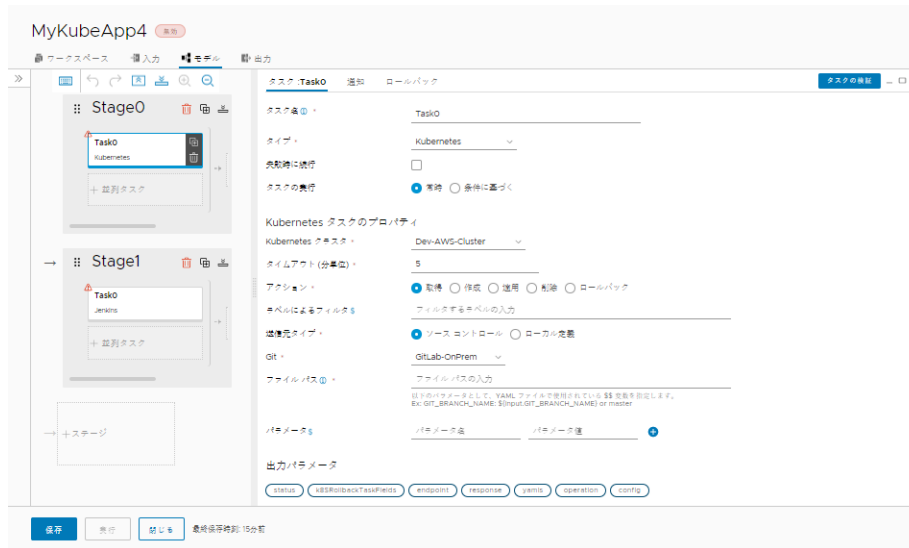 MyKubeApp4 有効
ワークスペース 入力 モデル 出力
タスク :Task0 通知 ロールバック タスクの検証
Stage0
Task0
Kubernetes
+ 並列タスク
Stage1
Task0
Jenkins
+ 並列タスク
+ステージ
タスク名 * Task0
タイプ * Kubernetes
失敗時に続行
タスクの実行 常時 条件に基づく
Kubernetes タスクのプロパティ
Kubernetes クラスタ * Dev-AWS-Cluster
タイムアウト (分単位) * 5
アクション * 取得 作成 適用 削除 ロールバック
ラベルによるフィルタ $ フィルタするラベルの入力
送信元タイプ * ソース コントロール ローカル定義
Git * GitLab-OnPrem
ファイル パス * ファイル パスの入力
以下のパラメータとして、YAML ファイルで使用されている $$ 変数を指定します。
Ex: GIT_BRANCH_NAME: ${input.GIT_BRANCH_NAME} or master
パラメータ $ パラメータ名 パラメータ値
出力パラメータ
status k8SRollbackTaskFields endpoint response yamls operation config
保存 実行 閉じる 最終保存時刻: 15分前